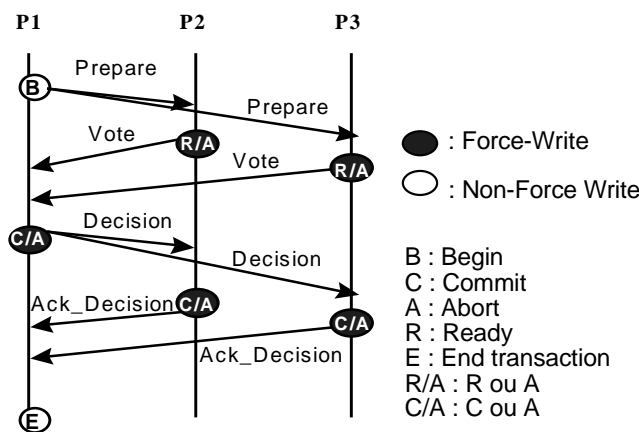 P1 P2 P3
Prepare
B
Prepare
Vote
R/A
Vote
R/A
: Force-Write
: Non-Force Write
Decision
C/A
Decision
Ack_Decision
C/A
C/A
Ack_Decision
E
B : Begin
C : Commit
A : Abort
R : Ready
E : End transaction
R/A : R ou A
C/A : C ou A